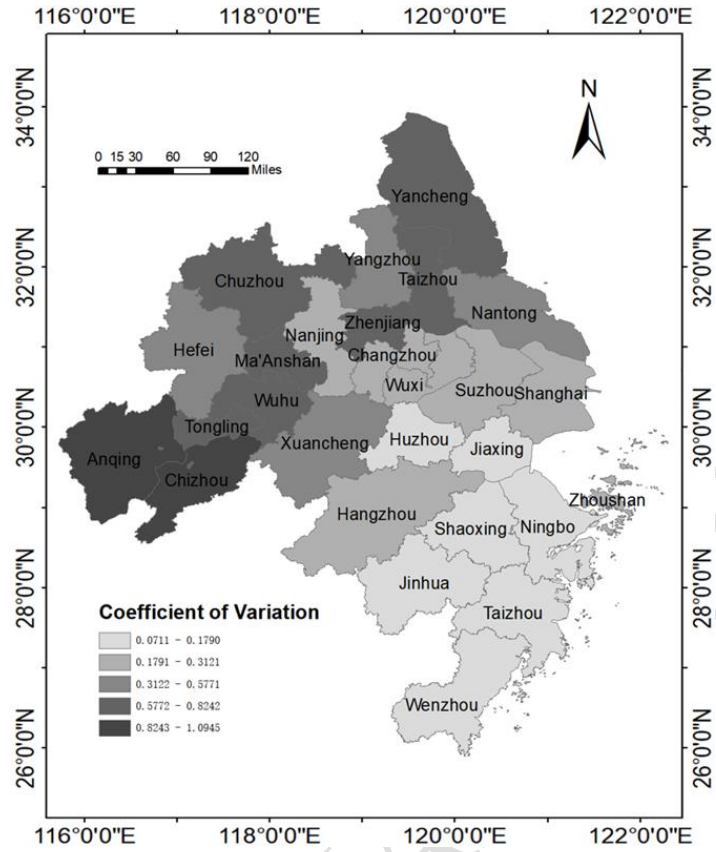 116°0'0"E 118°0'0"E 120°0'0"E 122°0'0"E
34°0'0"N
34°0'0"N
32°0'0"N
32°0'0"N
30°0'0"N
30°0'0"N
28°0'0"N
28°0'0"N
26°0'0"N
26°0'0"N
N
0 15 30 60 90 120
Miles
Yancheng
Yangzhou
Chuzhou
Taizhou
Nantong
Zhenjiang
Nanjing
Hefei
Changzhou
Ma'Anshan
Wuxi
Suzhou
Shanghai
Wuhu
Tongling
Xuancheng
Huzhou
Jiaxing
Anqing
Chizhou
Hangzhou
Zhoushan
Shaoxing
Ningbo
Jinhua
Taizhou
Wenzhou
Coefficient of Variation
0.0711 - 0.1790
0.1791 - 0.3121
0.3122 - 0.5771
0.5772 - 0.8242
0.8243 - 1.0945
116°0'0"E 118°0'0"E 120°0'0"E 122°0'0"E